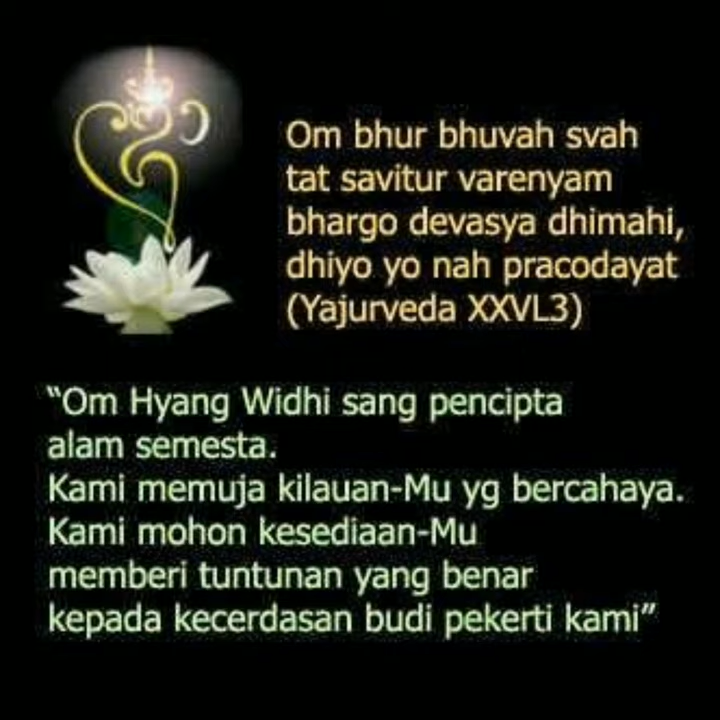 Om bhur bhuvah svah
tat savitur varenyam
bhargo devasya dhimahi,
dhiyo yo nah pracodayat
(Yajurveda XXVL3)
“Om Hyang Widhi sang pencipta
alam semesta.
Kami memuja kilauan-Mu yg bercahaya.
Kami mohon kesediaan-Mu
memberi tuntunan yang benar
kepada kecerdasan budi pekerti kami”